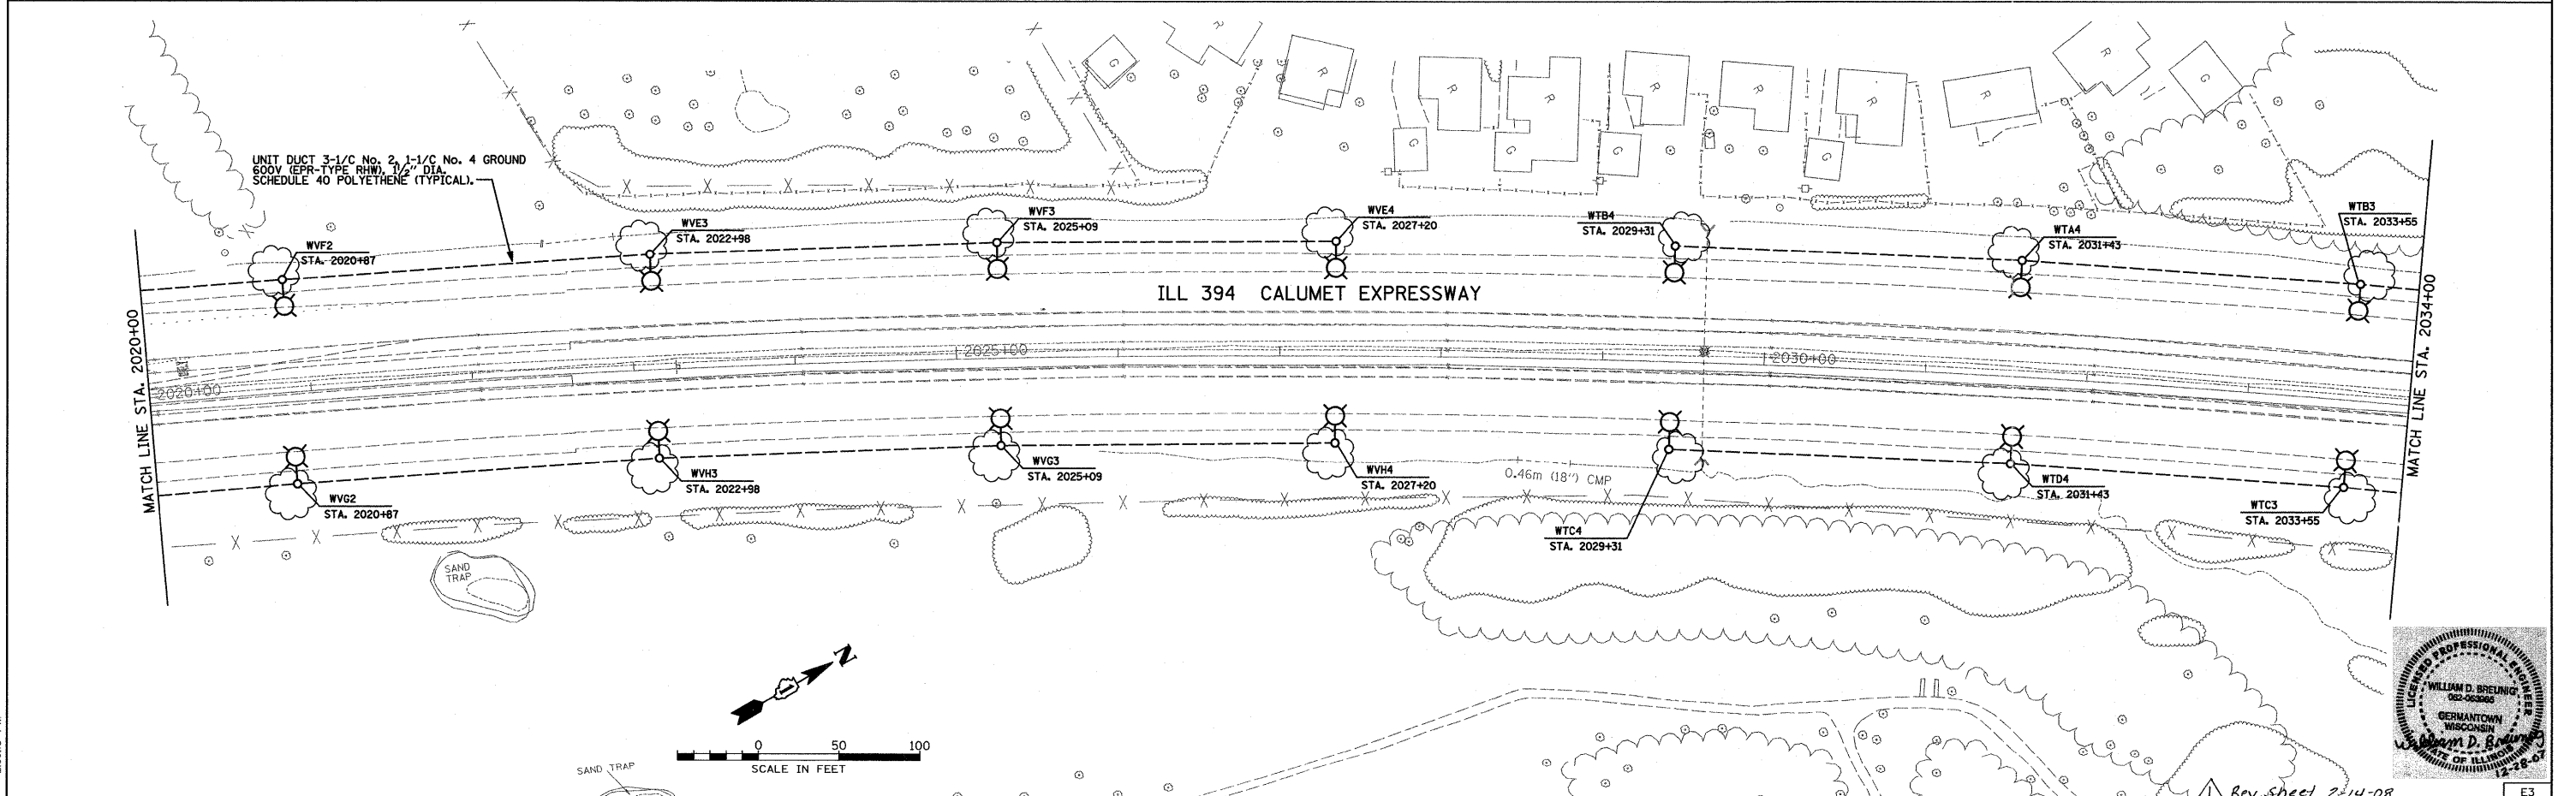 UNIT DUCT 3-1/C No. 2, 1-1/C No. 4 GROUND
600V (EPR-TYPE RHW), 1½" DIA.
SCHEDULE 40 POLYETHENE (TYPICAL).
G
R
R
R
R
R
R
R
R
R
G
G
G
G
G
WVF2
STA. 2020+87
WVE3
STA. 2022+98
WVF3
STA. 2025+09
WVE4
STA. 2027+20
WTB4
STA. 2029+31
WTA4
STA. 2031+43
WTB3
STA. 2033+55
ILL 394 CALUMET EXPRESSWAY
MATCH LINE STA. 2020+00
2020+00
2025+00
2030+00
MATCH LINE STA. 2034+00
WVG2
STA. 2020+87
WVH3
STA. 2022+98
WVG3
STA. 2025+09
WVH4
STA. 2027+20
0.46m (18") CMP
WTC4
STA. 2029+31
WTD4
STA. 2031+43
WTC3
STA. 2033+55
SAND
TRAP
N
0 50 100
SCALE IN FEET
SAND TRAP
LICENSED PROFESSIONAL ENGINEER
WILLIAM D. BREUNIG
GERMANTOWN
WISCONSIN
William D. Breunig
STATE OF ILLINOIS
12-28-07
1 Rev. Sheet 2-14-08
E3